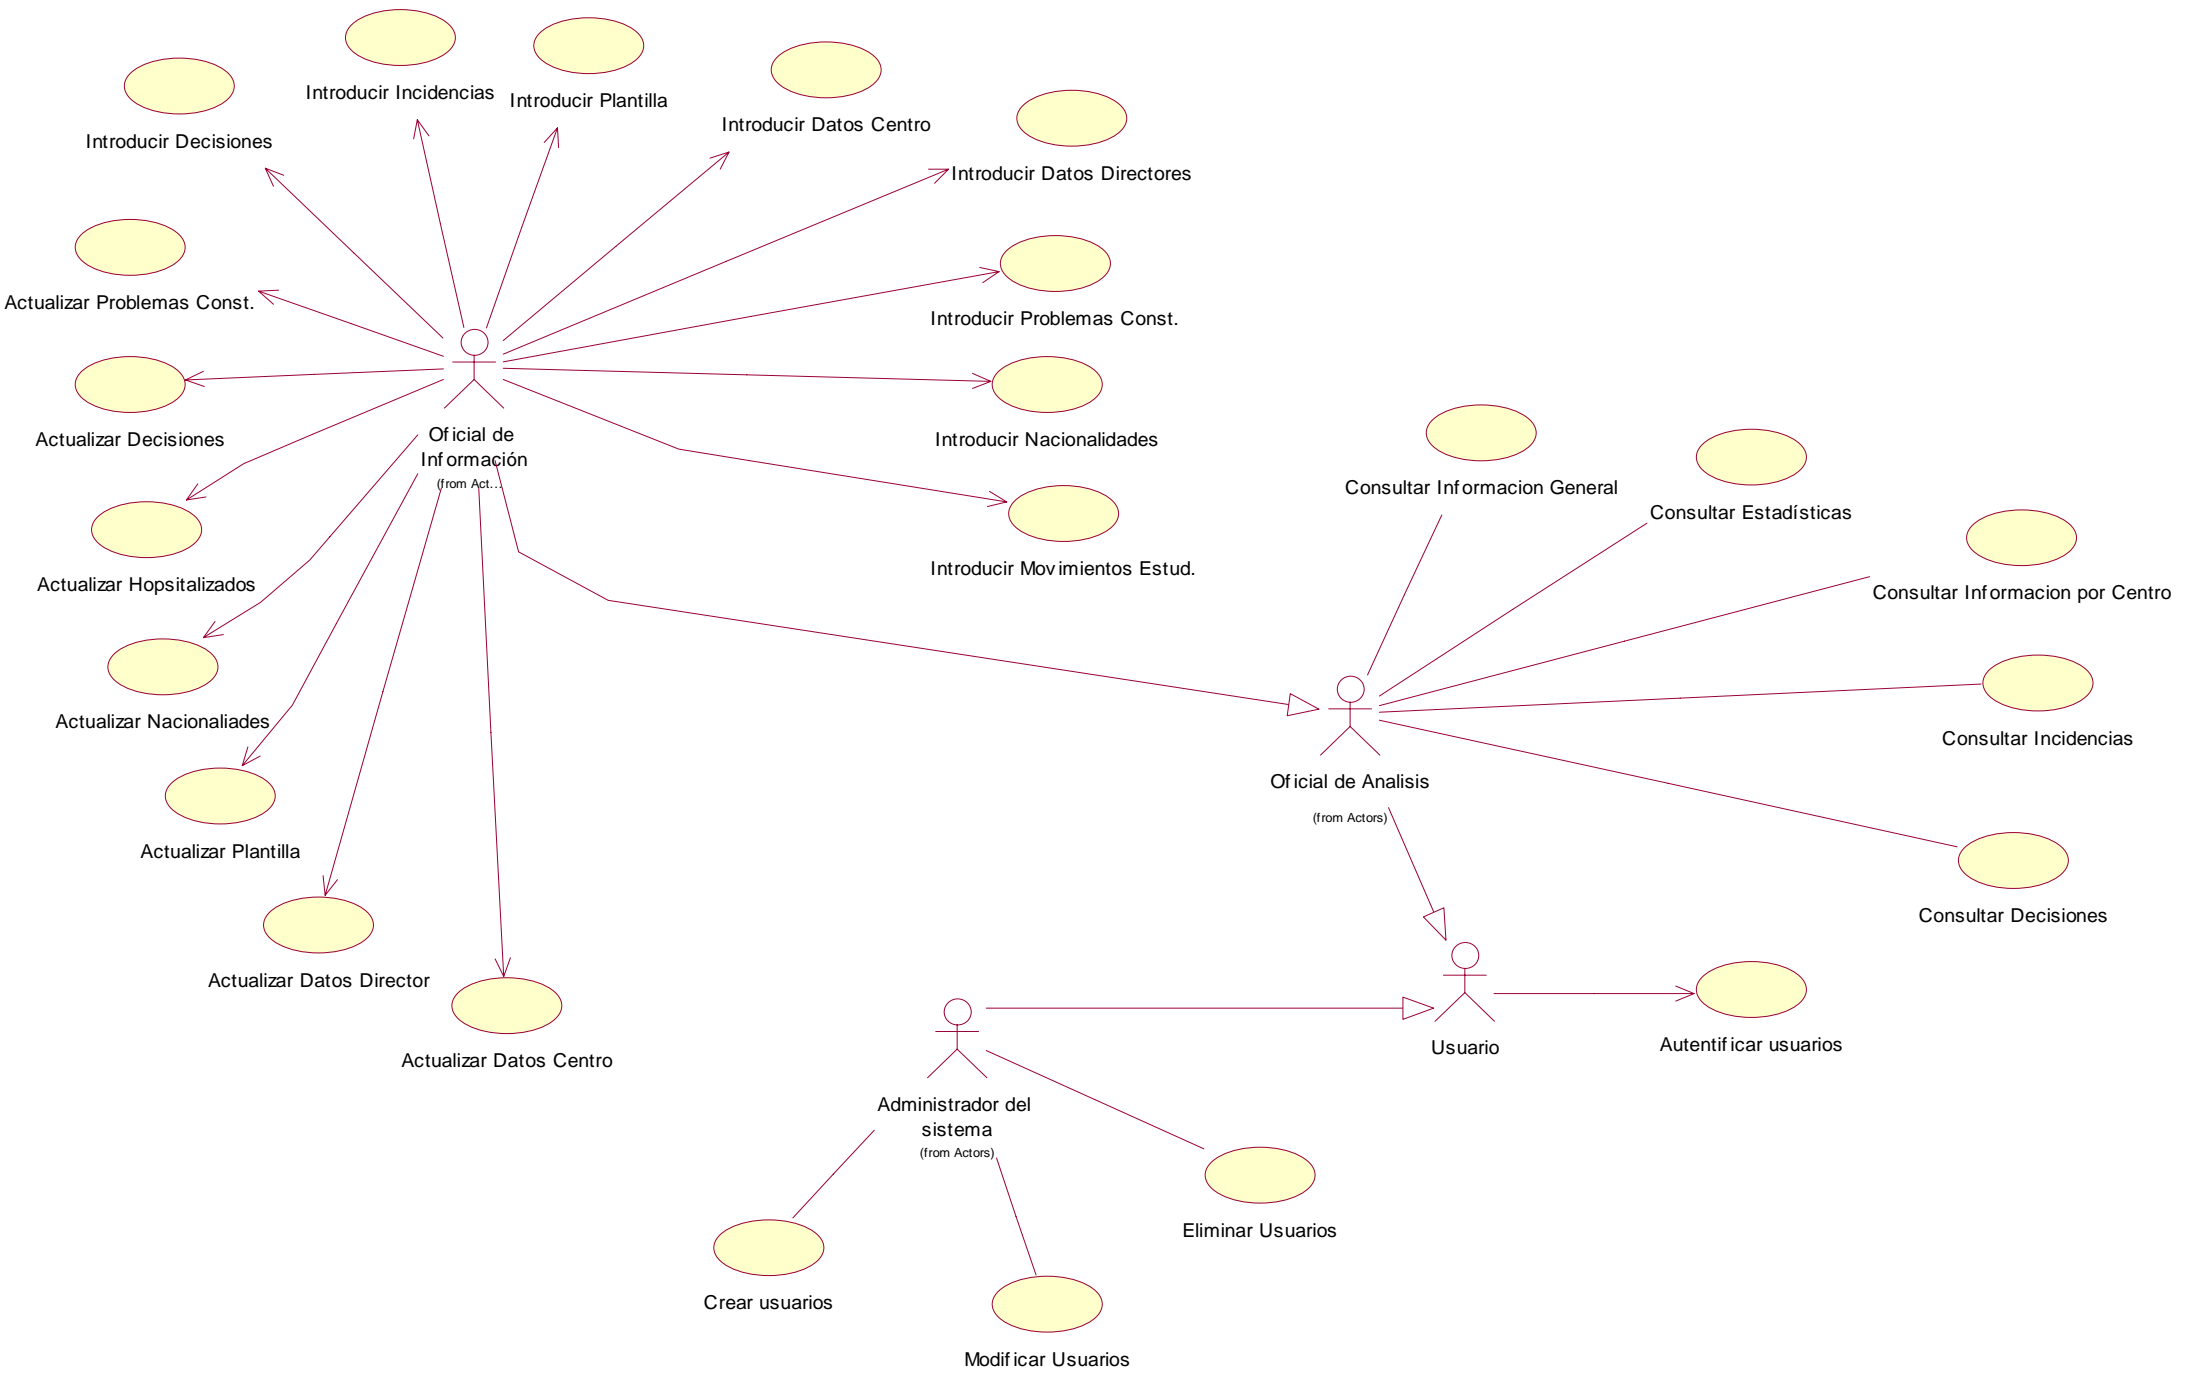 Introducir Incidencias
Introducir Plantilla
Introducir Datos Centro
Introducir Decisiones
Introducir Datos Directores
Actualizar Problemas Const.
Introducir Problemas Const.
Actualizar Decisiones
Oficial de
Información
(from Act...
Introducir Nacionalidades
Consultar Informacion General
Consultar Estadísticas
Actualizar Hopsitalizados
Introducir Movimientos Estud.
Consultar Informacion por Centro
Actualizar Nacionaliades
Consultar Incidencias
Oficial de Analisis
(from Actors)
Actualizar Plantilla
Consultar Decisiones
Actualizar Datos Director
Actualizar Datos Centro
Usuario
Autentificar usuarios
Administrador del
sistema
(from Actors)
Eliminar Usuarios
Crear usuarios
Modificar Usuarios